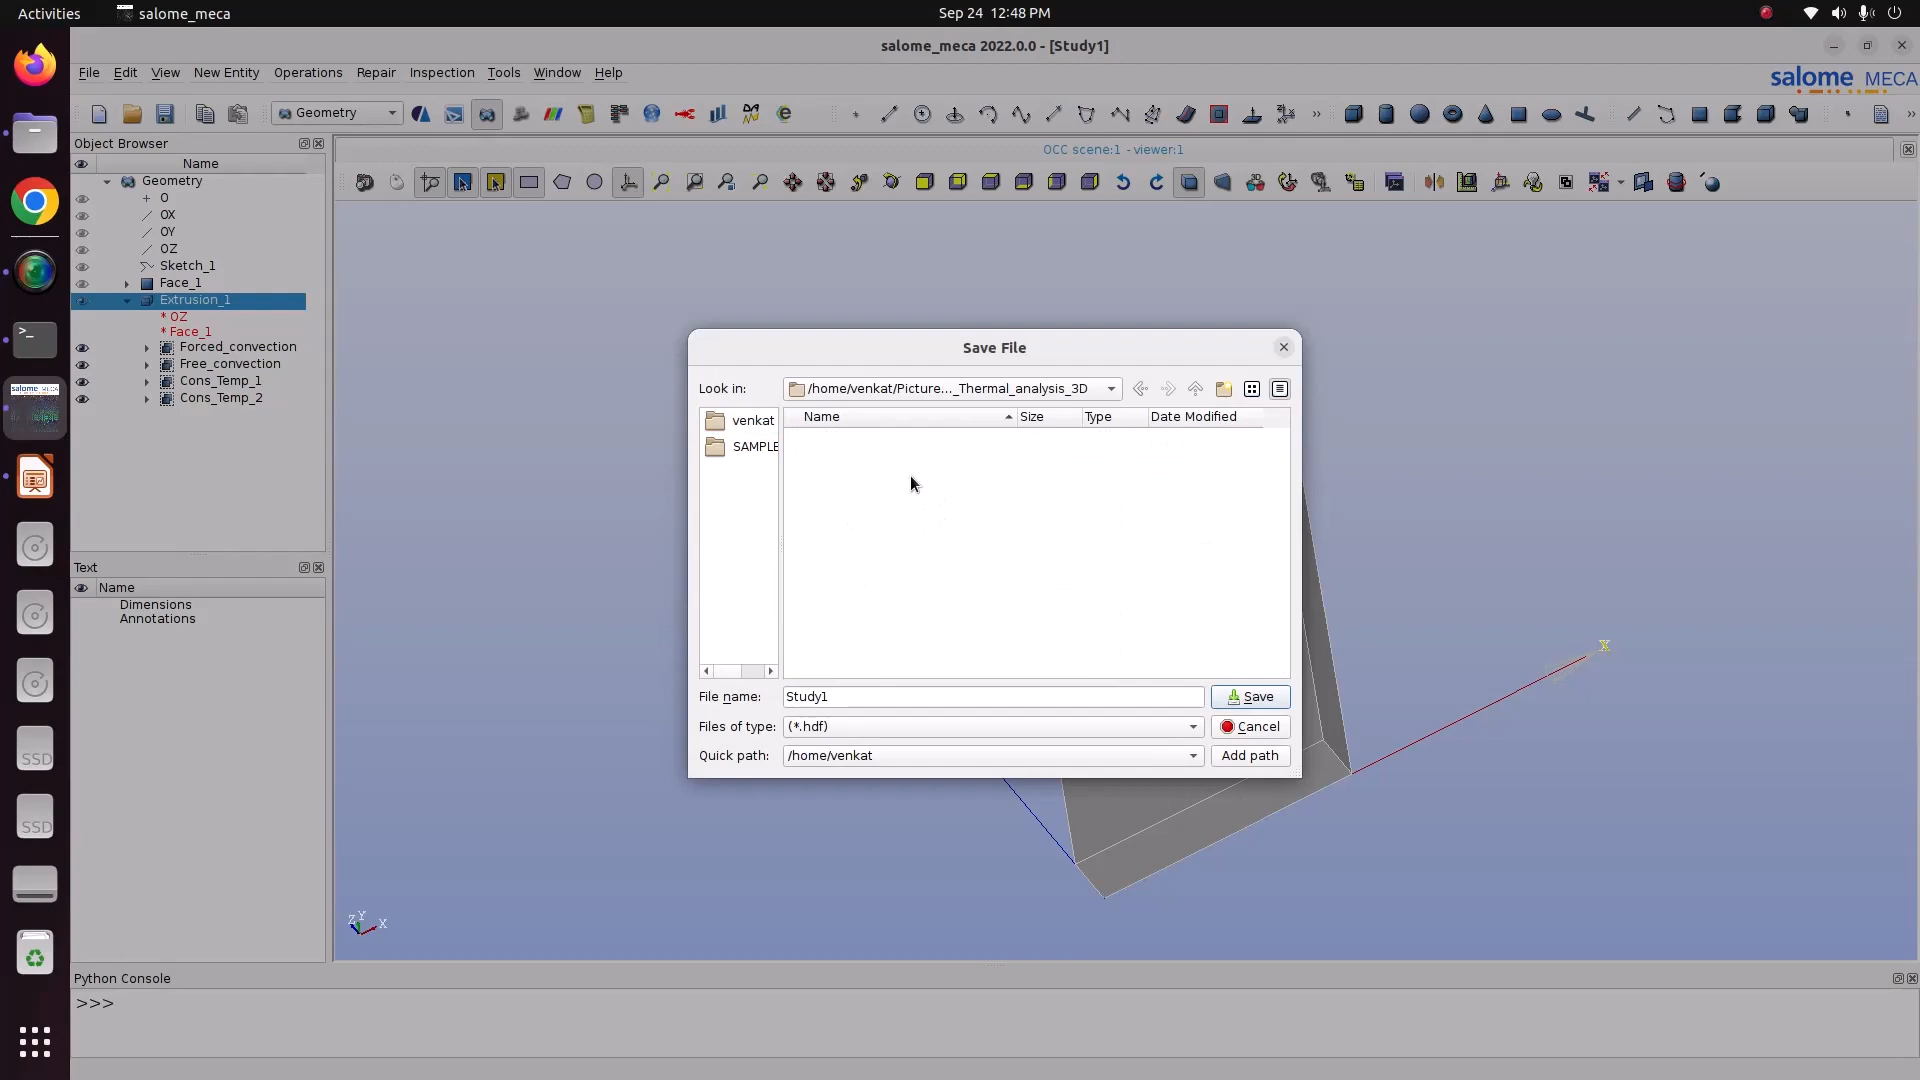 Activities
salome_meca
Sep 24 12:48 PM
salome_meca 2022.0.0 - [Study1]
File Edit View New Entity Operations Repair Inspection Tools Window Help
salome MECA
Geometry
Object Browser
OCC scene:1 - viewer:1
Name
Geometry
O
OX
OY
OZ
Sketch_1
Face_1
Extrusion_1
* OZ
* Face_1
Forced_convection
Free_convection
Cons_Temp_1
Cons_Temp_2
Save File
Look in:
/home/venkat/Picture..._Thermal_analysis_3D
Name Size Type Date Modified
venkat
SAMPLE
File name:
Study1
Save
Files of type:
(*.hdf)
Cancel
Quick path:
/home/venkat
Add path
Text
Name
Dimensions
Annotations
X
Z Y X
Python Console
>>>
salome MECA
SSD
SSD